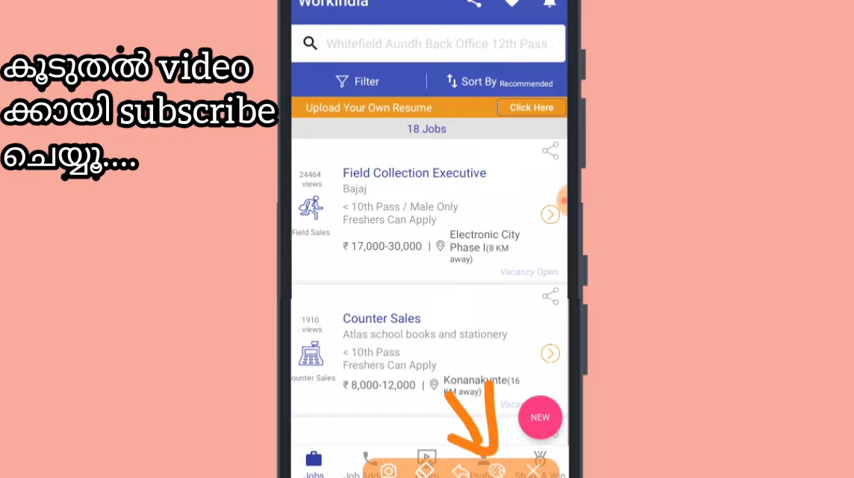 WorkIndia
കൂടുതൽ video
ക്കായി subscribe
ചെയ്യൂ....
Whitefield Aundh Back Office 12th Pass...
Filter
Sort By Recommended
Upload Your Own Resume
Click Here
18 Jobs
24464
views
Field Collection Executive
Bajaj
< 10th Pass / Male Only
Freshers Can Apply
Field Sales
₹ 17,000-30,000 |
Electronic City
Phase I(8 KM
away)
Vacancy Open
1910
views
Counter Sales
Atlas school books and stationery
< 10th Pass
Freshers Can Apply
ounter Sales
₹ 8,000-12,000 |
Konanakunte(16
KM away)
NEW
Jobs